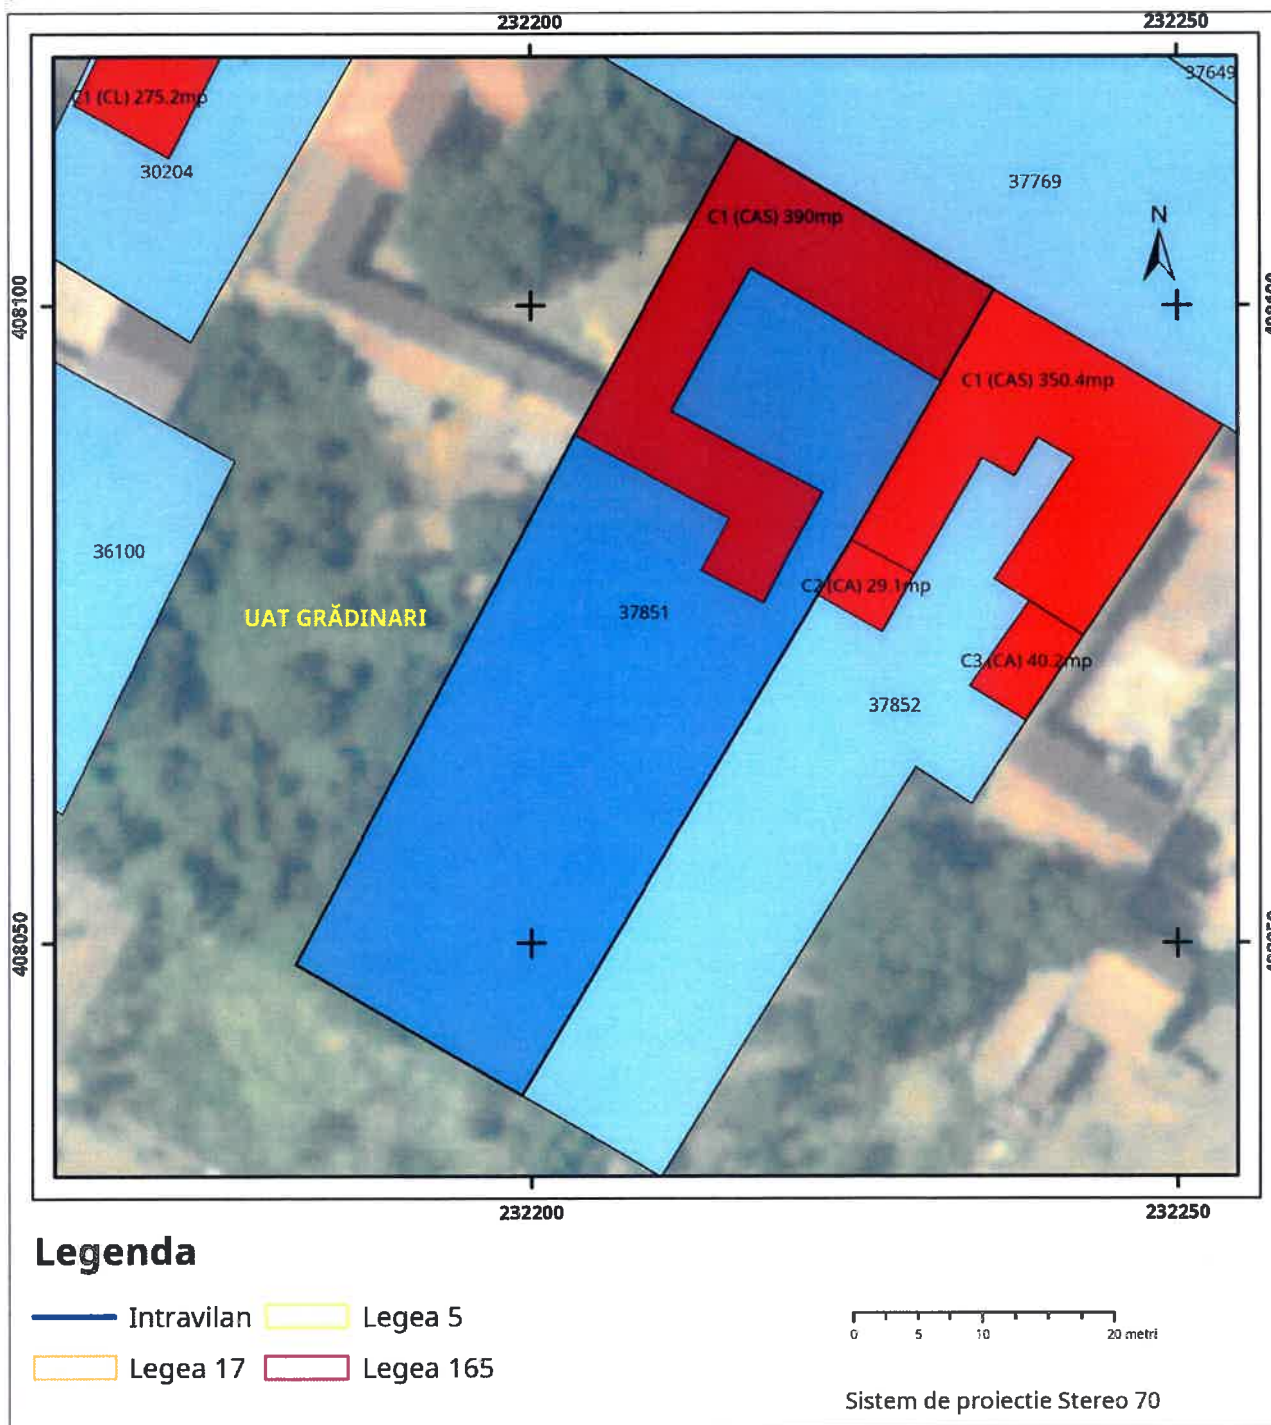 232200
232250
C1 (CL) 275.2mp
37649
30204
37769
C1 (CAS) 390mp
N
408100
C1 (CAS) 350.4mp
36100
C2 (CA) 29.1mp
37851
UAT GRĂDINARI
C3 (CA) 40.2mp
37852
408050
232200
232250
Legenda
Intravilan
Legea 5
Legea 17
Legea 165
0 5 10 20 metri
Sistem de proiectie Stereo 70